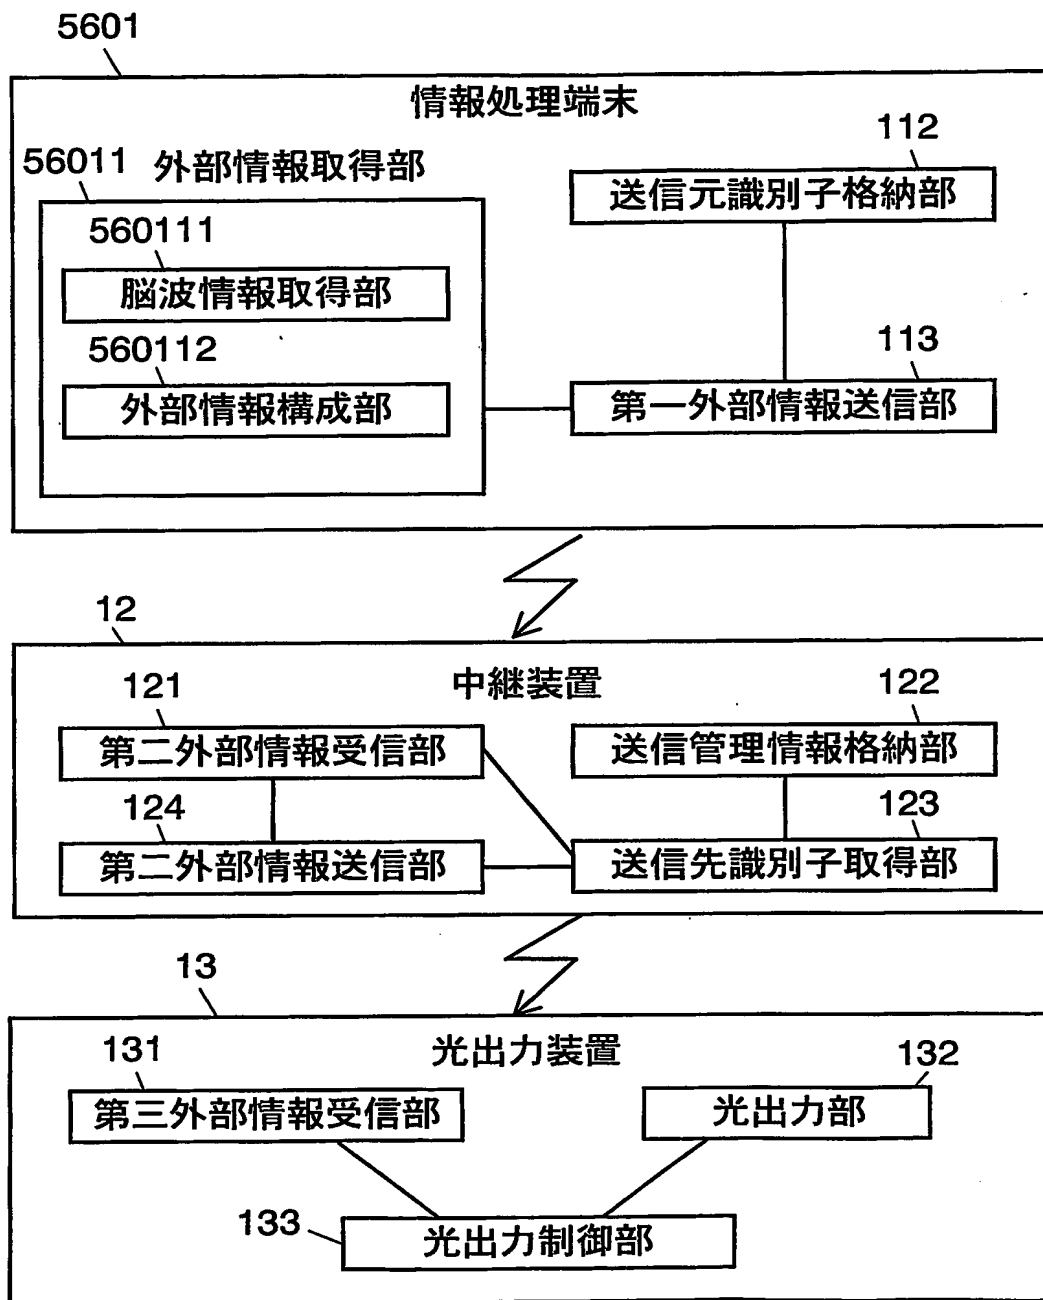 5601
情報処理端末
56011
外部情報取得部
112
送信元識別子格納部
560111
脳波情報取得部
560112
外部情報構成部
113
第一外部情報送信部
12
中継装置
121
第二外部情報受信部
122
送信管理情報格納部
124
第二外部情報送信部
123
送信先識別子取得部
13
光出力装置
131
第三外部情報受信部
132
光出力部
133
光出力制御部